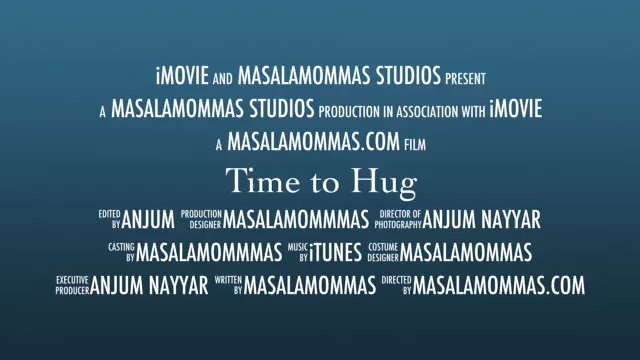 iMOVIE AND MASALAMOMMAS STUDIOS PRESENT
A MASALAMOMMAS STUDIOS PRODUCTION IN ASSOCIATION WITH iMOVIE
A MASALAMOMMAS.COM FILM
Time to Hug
EDITED BY ANJUM PRODUCTION DESIGNER MASALAMOMMMAS DIRECTOR OF PHOTOGRAPHY ANJUM NAYYAR
CASTING BY MASALAMOMMMAS MUSIC BY iTUNES COSTUME DESIGNER MASALAMOMMAS
EXECUTIVE PRODUCER ANJUM NAYYAR WRITTEN BY MASALAMOMMAS DIRECTED BY MASALAMOMMAS.COM